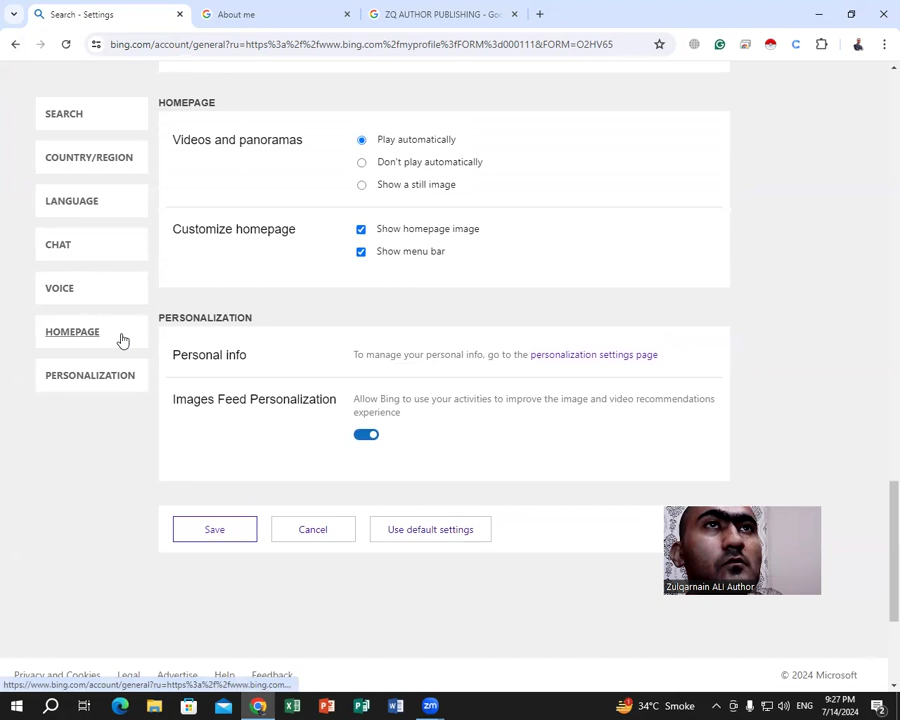 Search - Settings
About me
ZQ AUTHOR PUBLISHING - Goo
bing.com/account/general?ru=https%3a%2f%2fwww.bing.com%2fmyprofile%3fFORM%3d000111&FORM=O2HV65
SEARCH
COUNTRY/REGION
LANGUAGE
CHAT
VOICE
HOMEPAGE
PERSONALIZATION
HOMEPAGE
Videos and panoramas
Play automatically
Don't play automatically
Show a still image
Customize homepage
Show homepage image
Show menu bar
PERSONALIZATION
Personal info
To manage your personal info, go to the personalization settings page
Images Feed Personalization
Allow Bing to use your activities to improve the image and video recommendations
experience
Save
Cancel
Use default settings
Zulqarnain ALI Author
Privacy and Cookies
Legal
Advertise
Help
Feedback
© 2024 Microsoft
https://www.bing.com/account/general?ru=https%3a%2f%2fwww.bing.com...
34°C Smoke
ENG
9:27 PM
7/14/2024
2